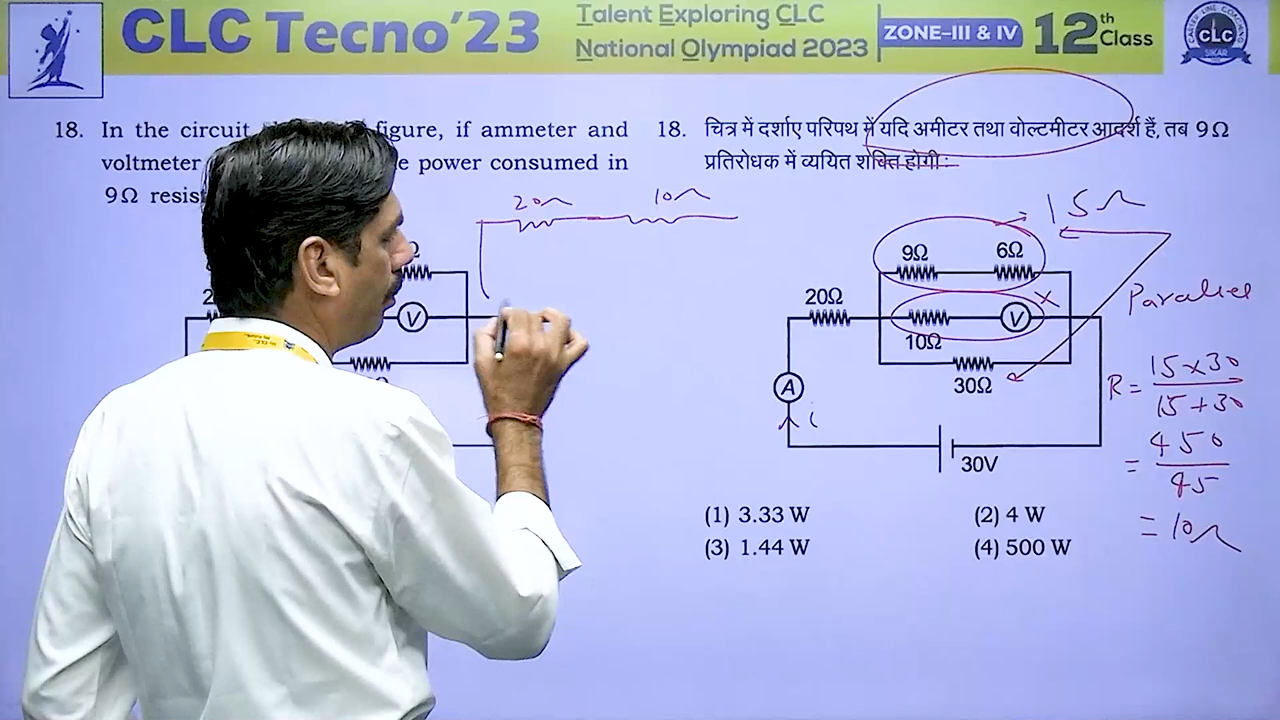 CLC Tecno'23
Talent Exploring CLC
National Olympiad 2023
ZONE–III & IV
12th
Class
CLC
SIKAR
18. In the circuit figure, if ammeter and
voltmeter power consumed in
9Ω
18. चित्र में दर्शाए परिपथ में यदि अमीटर तथा वोल्टमीटर आदर्श हैं, तब 9Ω
प्रतिरोधक में व्ययित शक्ति होगी :
20Ω 10Ω
15Ω
9Ω 6Ω
V
20Ω
V
10Ω
30Ω
A
i
30V
Parallel
R = 15×30
15+30
= 450
45
= 10Ω
(1) 3.33 W (2) 4 W
(3) 1.44 W (4) 500 W